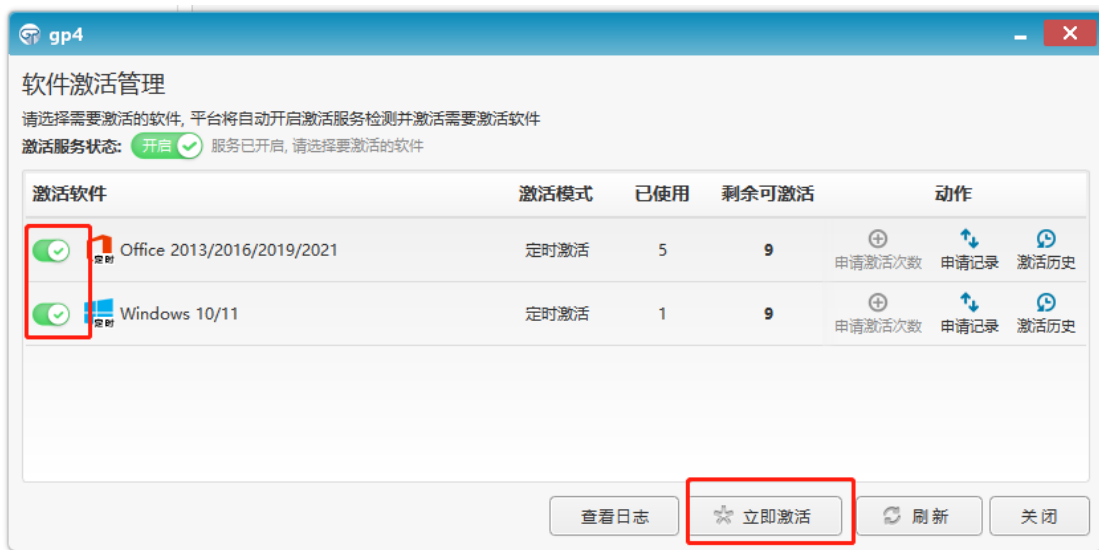 gp4
软件激活管理
请选择需要激活的软件, 平台将自动开启激活服务检测并激活需要激活软件
激活服务状态: 开启 服务已开启, 请选择要激活的软件
激活软件 激活模式 已使用 剩余可激活 动作
定时 Office 2013/2016/2019/2021 定时激活 5 9 申请激活次数 申请记录 激活历史
定时 Windows 10/11 定时激活 1 9 申请激活次数 申请记录 激活历史
查看日志 立即激活 刷新 关闭